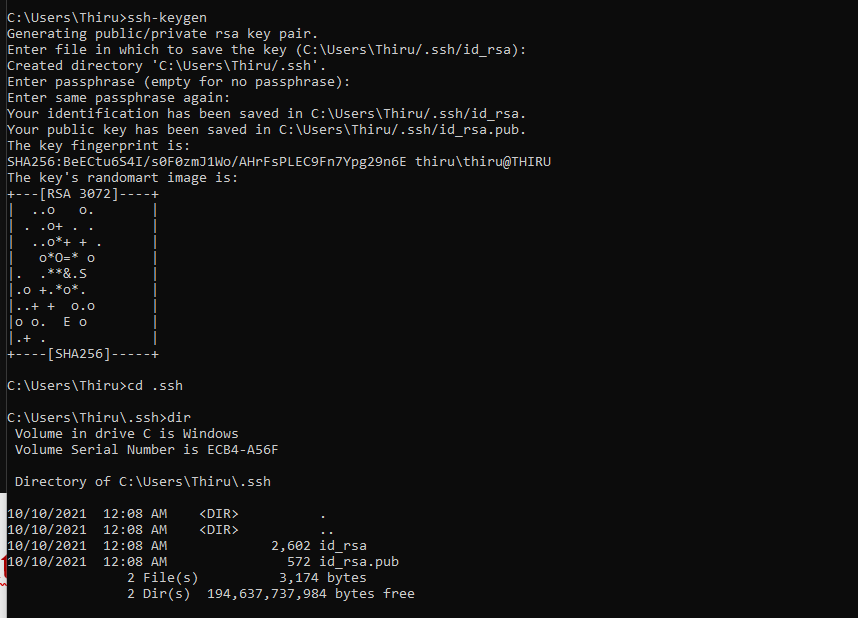 C:\Users\Thiru>ssh-keygen
Generating public/private rsa key pair.
Enter file in which to save the key (C:\Users\Thiru/.ssh/id_rsa):
Created directory 'C:\Users\Thiru/.ssh'.
Enter passphrase (empty for no passphrase):
Enter same passphrase again:
Your identification has been saved in C:\Users\Thiru/.ssh/id_rsa.
Your public key has been saved in C:\Users\Thiru/.ssh/id_rsa.pub.
The key fingerprint is:
SHA256:BeECtu6S4I/s0F0zmJ1Wo/AHrFsPLEC9Fn7Ypg29n6E thiru\thiru@THIRU
The key's randomart image is:
+---[RSA 3072]----+
|  ..o   o.       |
| . .o+ . .       |
|  ..o*+ + .      |
|   o*O=* o       |
|.  .**&.S        |
|.o +.*o*.        |
|..+ +  o.o       |
|o o.  E o        |
|.+ .             |
+----[SHA256]-----+
C:\Users\Thiru>cd .ssh
C:\Users\Thiru\.ssh>dir
 Volume in drive C is Windows
 Volume Serial Number is ECB4-A56F
 Directory of C:\Users\Thiru\.ssh
10/10/2021  12:08 AM    <DIR>          .
10/10/2021  12:08 AM    <DIR>          ..
10/10/2021  12:08 AM             2,602 id_rsa
10/10/2021  12:08 AM               572 id_rsa.pub
               2 File(s)          3,174 bytes
               2 Dir(s)  194,637,737,984 bytes free